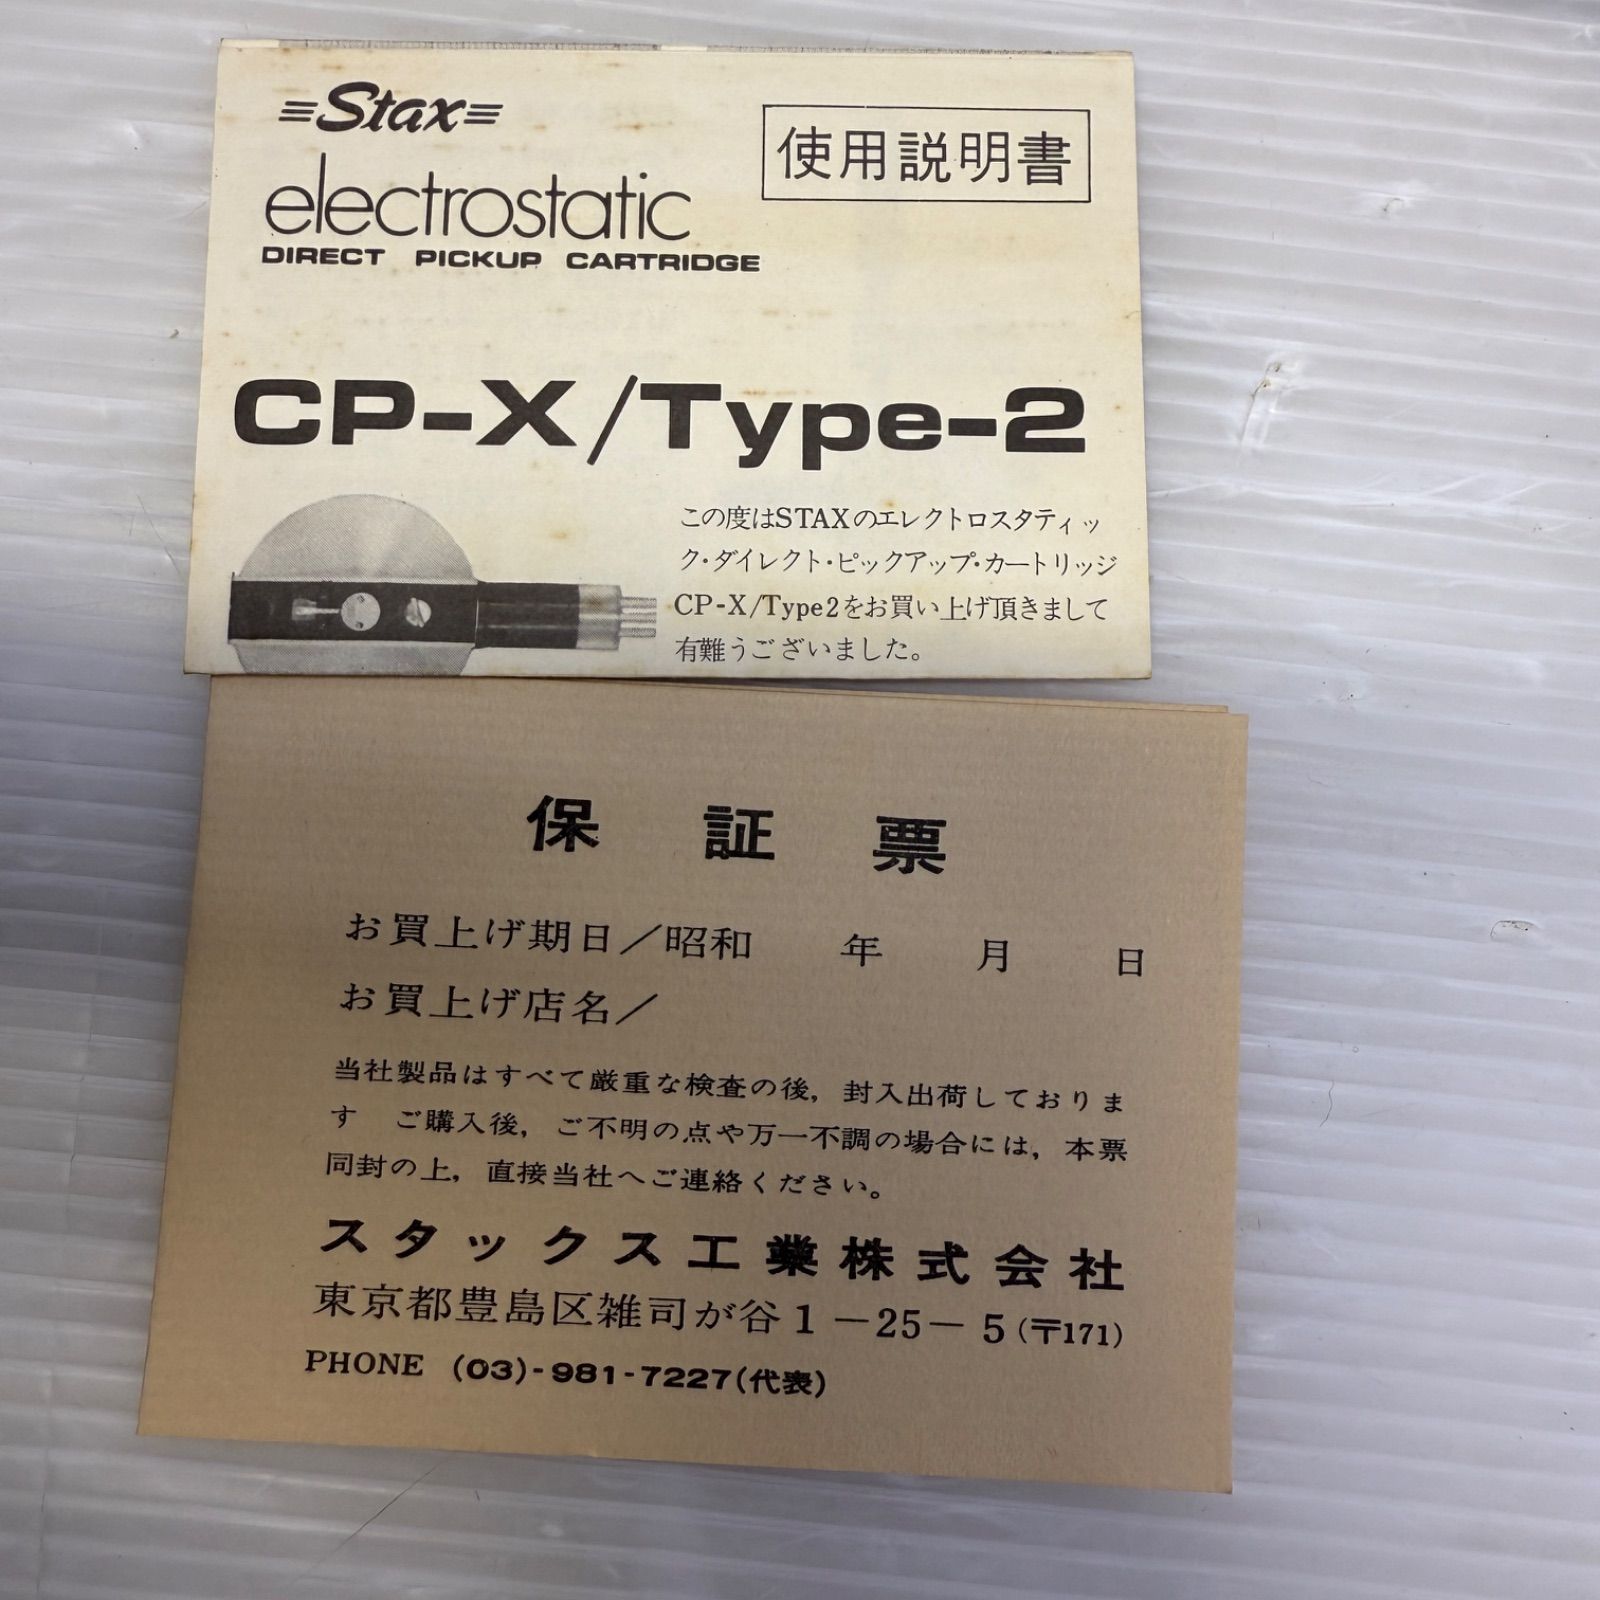 Stax
使用説明書
electrostatic
DIRECT PICKUP CARTRIDGE
CP-X/Type-2
この度はSTAXのエレクトロスタティッ
ク・ダイレクト・ピックアップ・カートリッジ
CP-X/Type2をお買い上げ頂きまして
有難うございました。
保証票
お買上げ期日／昭和 年 月 日
お買上げ店名／
当社製品はすべて厳重な検査の後，封入出荷しておりま
す ご購入後，ご不明の点や万一不調の場合には，本票
同封の上，直接当社へご連絡ください。
スタックス工業株式会社
東京都豊島区雑司が谷1－25－5(〒171)
PHONE (03)-981-7227(代表)